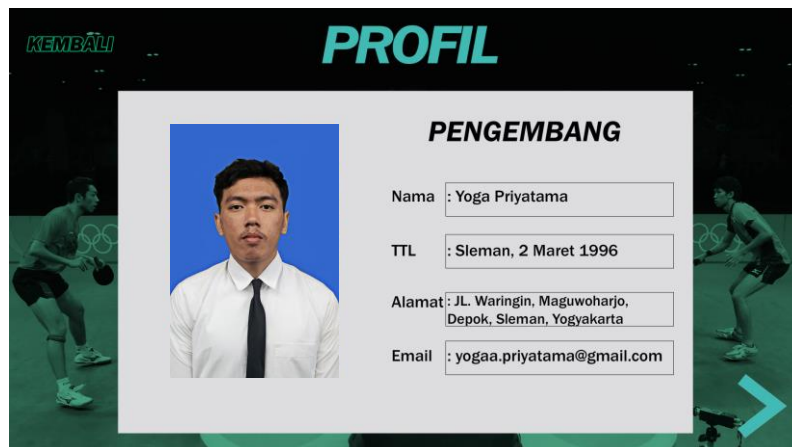 KEMBALI
PROFIL
PENGEMBANG
Nama : Yoga Priyatama
TTL : Sleman, 2 Maret 1996
Alamat : JL. Waringin, Maguwoharjo,
Depok, Sleman, Yogyakarta
Email : yogaa.priyatama@gmail.com